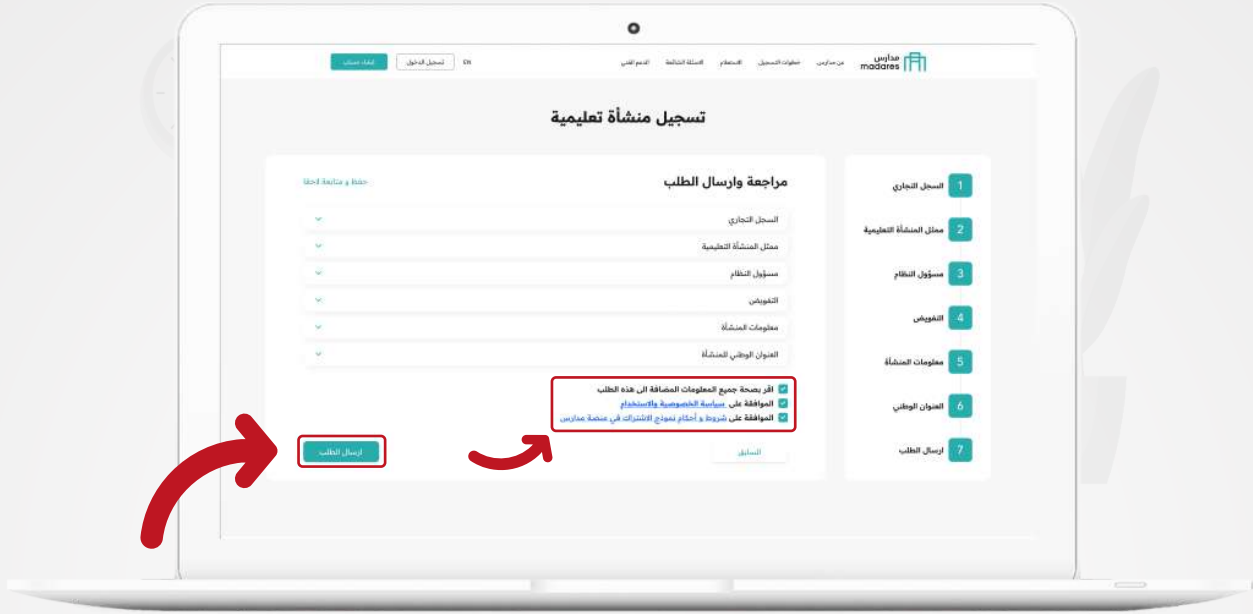 مدارس
madares
عن مدارس
خطوات التسجيل
الاستعلام
الاسئلة الشائعة
الدعم الفني
EN
تسجيل الدخول
انشاء حساب
تسجيل منشأة تعليمية
1 السجل التجاري
2 ممثل المنشأة التعليمية
3 مسؤول النظام
4 التفويض
5 معلومات المنشأة
6 العنوان الوطني
7 ارسال الطلب
مراجعة وارسال الطلب
حفظ و متابعة لاحقا
السجل التجاري
ممثل المنشأة التعليمية
مسؤول النظام
التفويض
معلومات المنشأة
العنوان الوطني للمنشأة
اقر بصحة جميع المعلومات المضافة الى هذه الطلب
الموافقة على سياسة الخصوصية والاستخدام
الموافقة على شروط و أحكام نموذج الاشتراك في منصة مدارس
السابق
ارسال الطلب